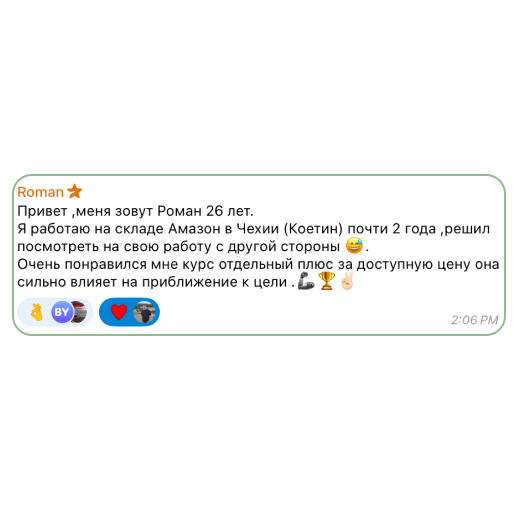 Roman
Привет ,меня зовут Роман 26 лет.
Я работаю на складе Амазон в Чехии (Коетин) почти 2 года ,решил
посмотреть на свою работу с другой стороны 😅.
Очень понравился мне курс отдельный плюс за доступную цену она
сильно влияет на приближение к цели .🦾🏆✌🏻
BY
2:06 PM